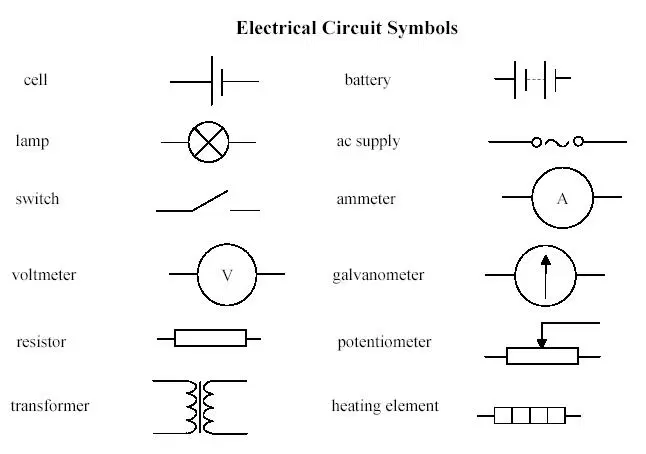 Electrical Circuit Symbols
cell
battery
lamp
ac supply
switch
ammeter
A
voltmeter
V
galvanometer
resistor
potentiometer
transformer
heating element